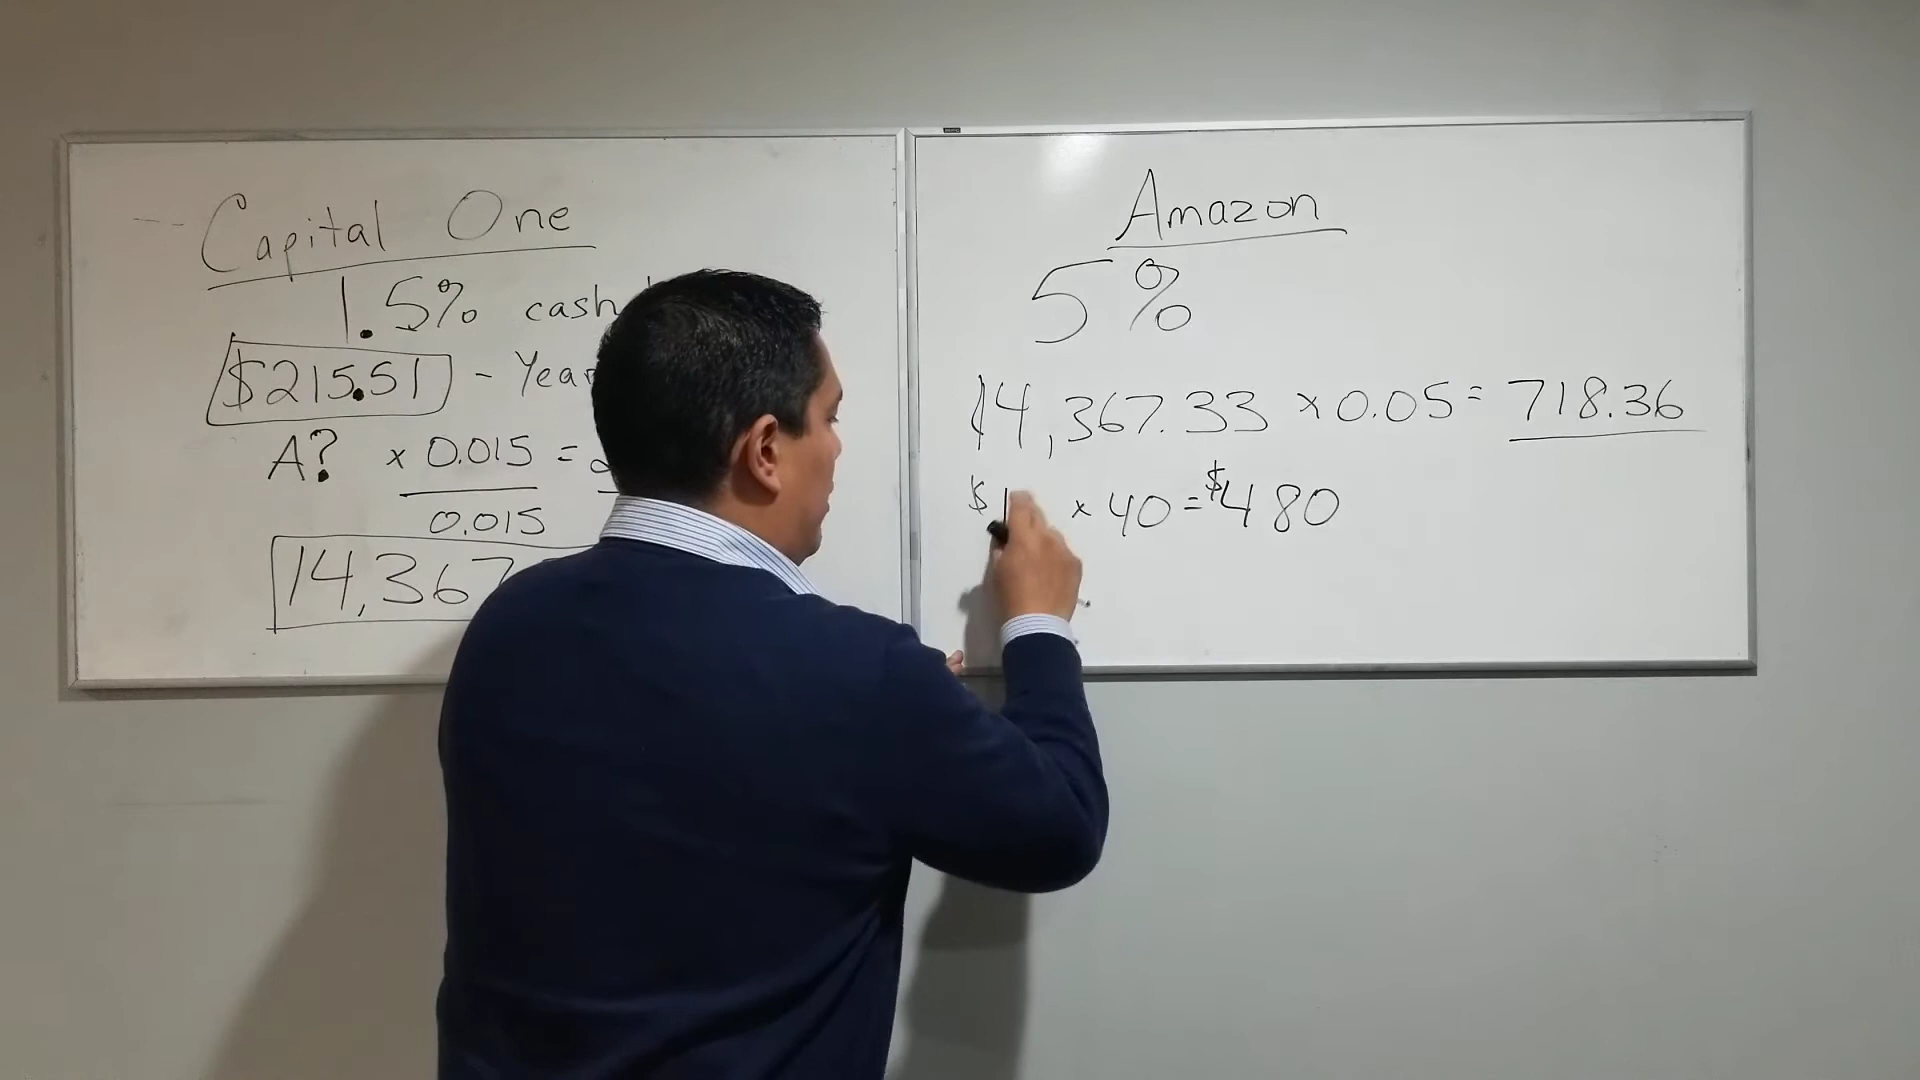 Capital One
1.5% cash
$215.51 - Year
A? x 0.015 =
0.015
14,367
Amazon
5%
14,367.33 x 0.05 = 718.36
$1 x 40 = $480